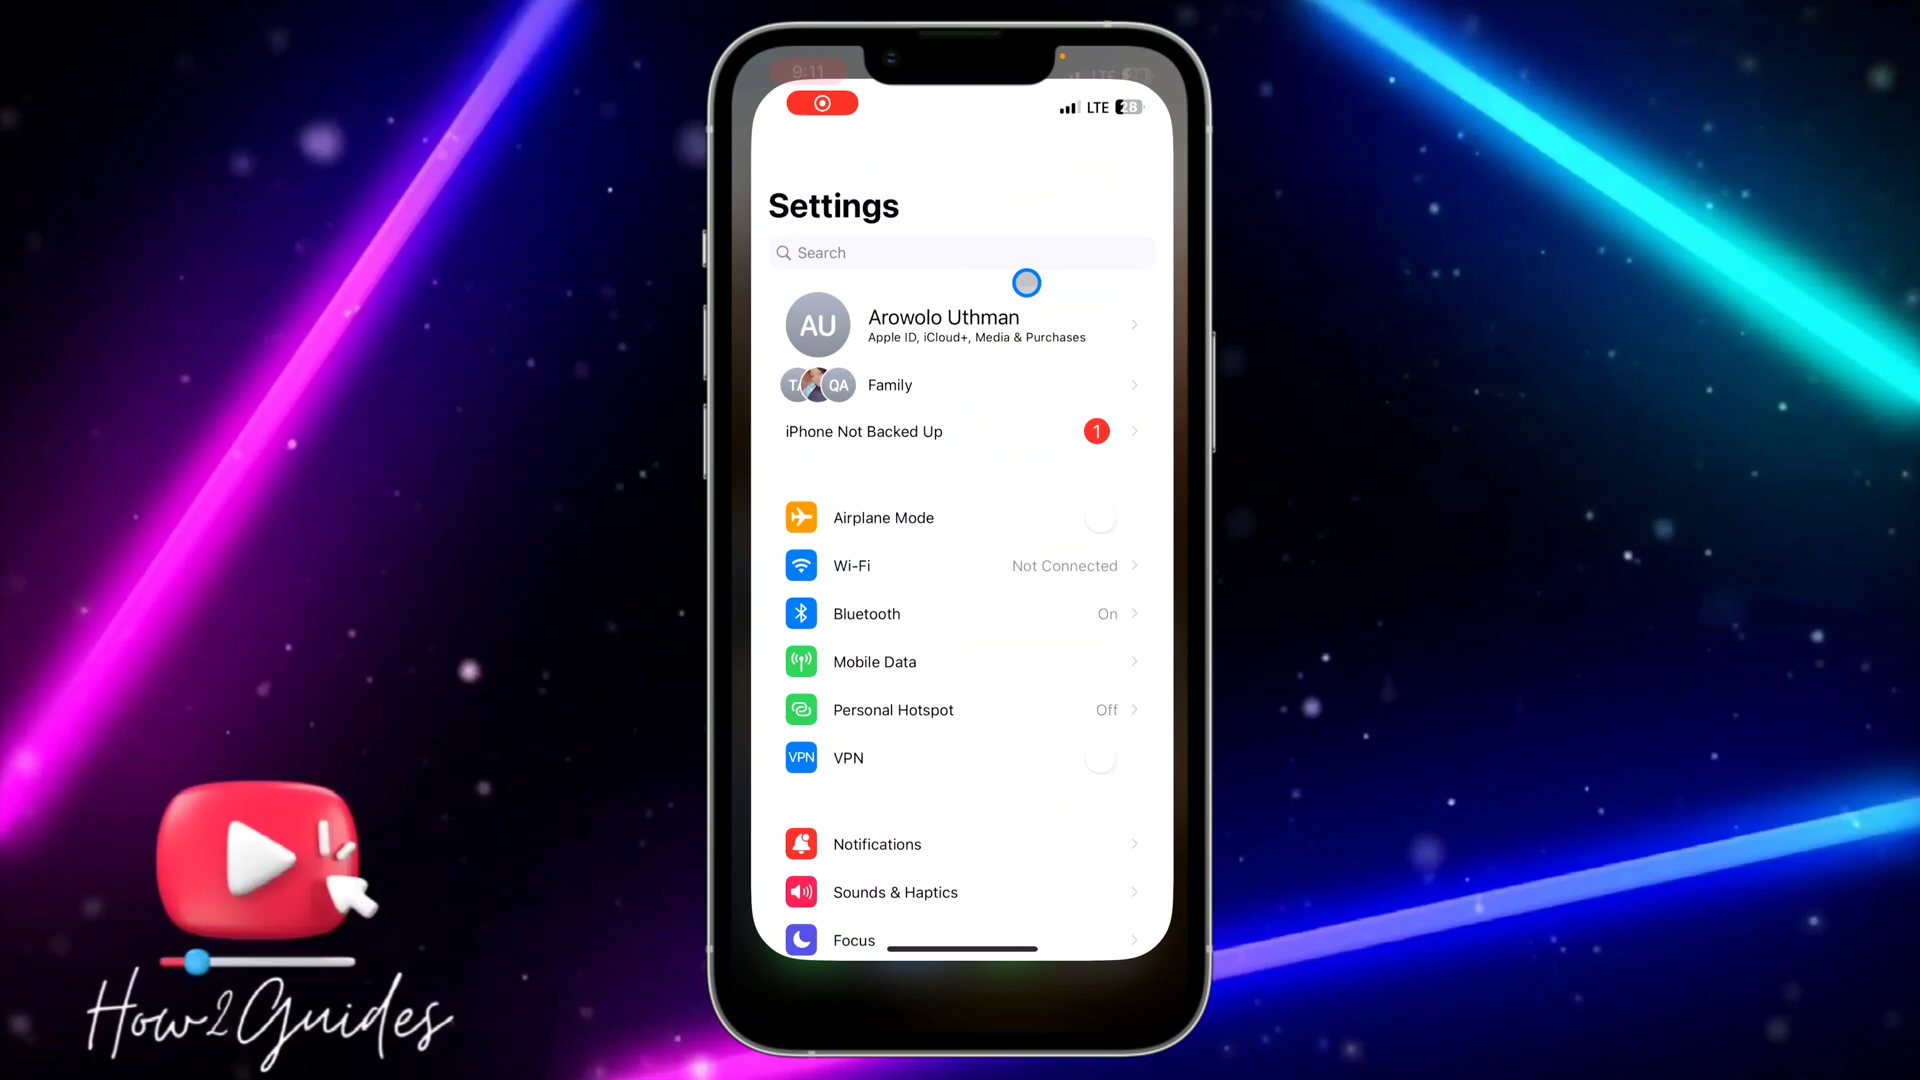 9:11
LTE 28
Settings
Search
AU
Arowolo Uthman
Apple ID, iCloud+, Media & Purchases
QA
Family
iPhone Not Backed Up 1
Airplane Mode
Wi-Fi Not Connected
Bluetooth On
Mobile Data
Personal Hotspot Off
VPN VPN
Notifications
Sounds & Haptics
Focus
How2Guides